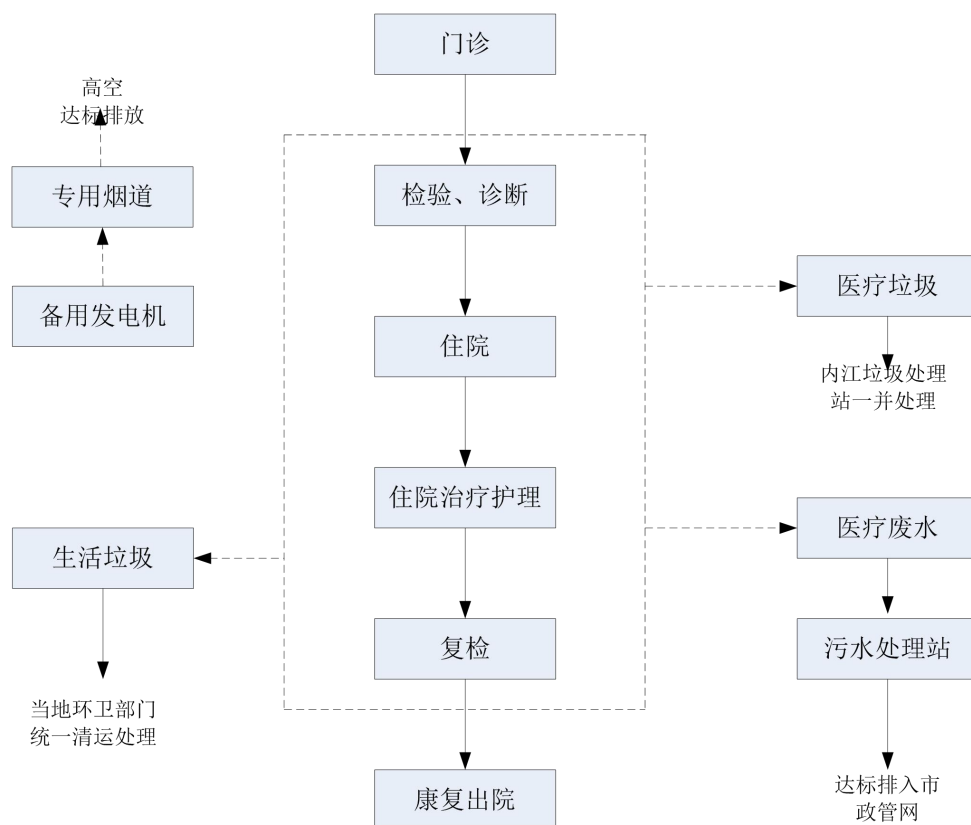 门诊
高空
达标排放
专用烟道
检验、诊断
备用发电机
医疗垃圾
住院
内江垃圾处理
站一并处理
住院治疗护理
医疗废水
生活垃圾
复检
污水处理站
当地环卫部门
统一清运处理
康复出院
达标排入市
政管网